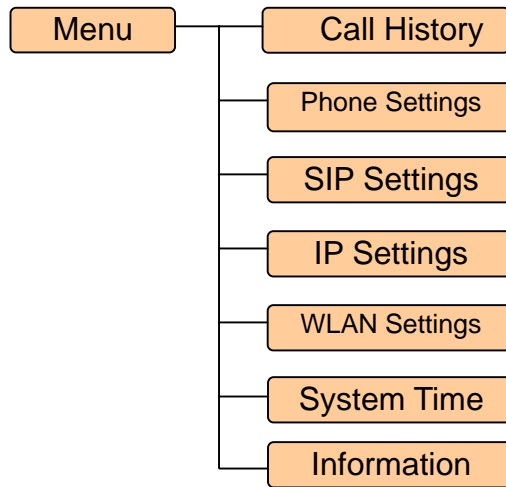 Menu
Call History
Phone Settings
SIP Settings
IP Settings
WLAN Settings
System Time
Information